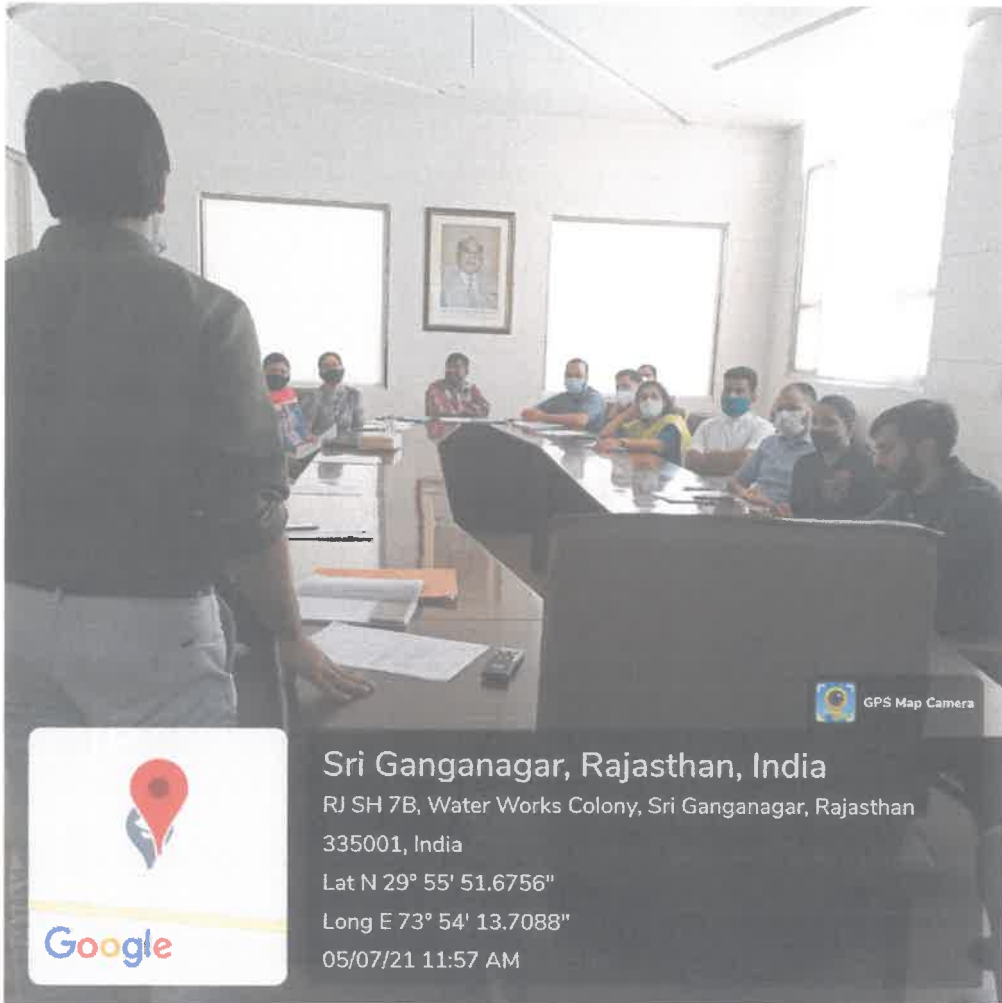 GPS Map Camera
Sri Ganganagar, Rajasthan, India
RJ SH 7B, Water Works Colony, Sri Ganganagar, Rajasthan
335001, India
Lat N 29° 55' 51.6756"
Long E 73° 54' 13.7088"
05/07/21 11:57 AM
Google